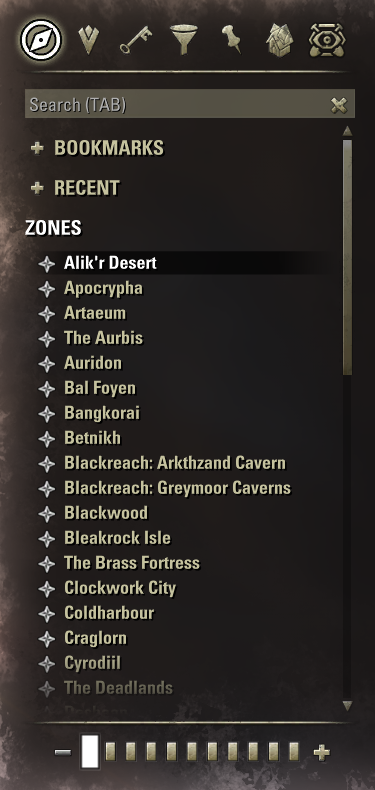 Search (TAB)
BOOKMARKS
RECENT
ZONES
Alik'r Desert
Apocrypha
Artaeum
The Aurbis
Auridon
Bal Foyen
Bangkorai
Betnikh
Blackreach: Arkthzand Cavern
Blackreach: Greymoor Caverns
Blackwood
Bleakrock Isle
The Brass Fortress
Clockwork City
Coldharbour
Craglorn
Cyrodiil
The Deadlands